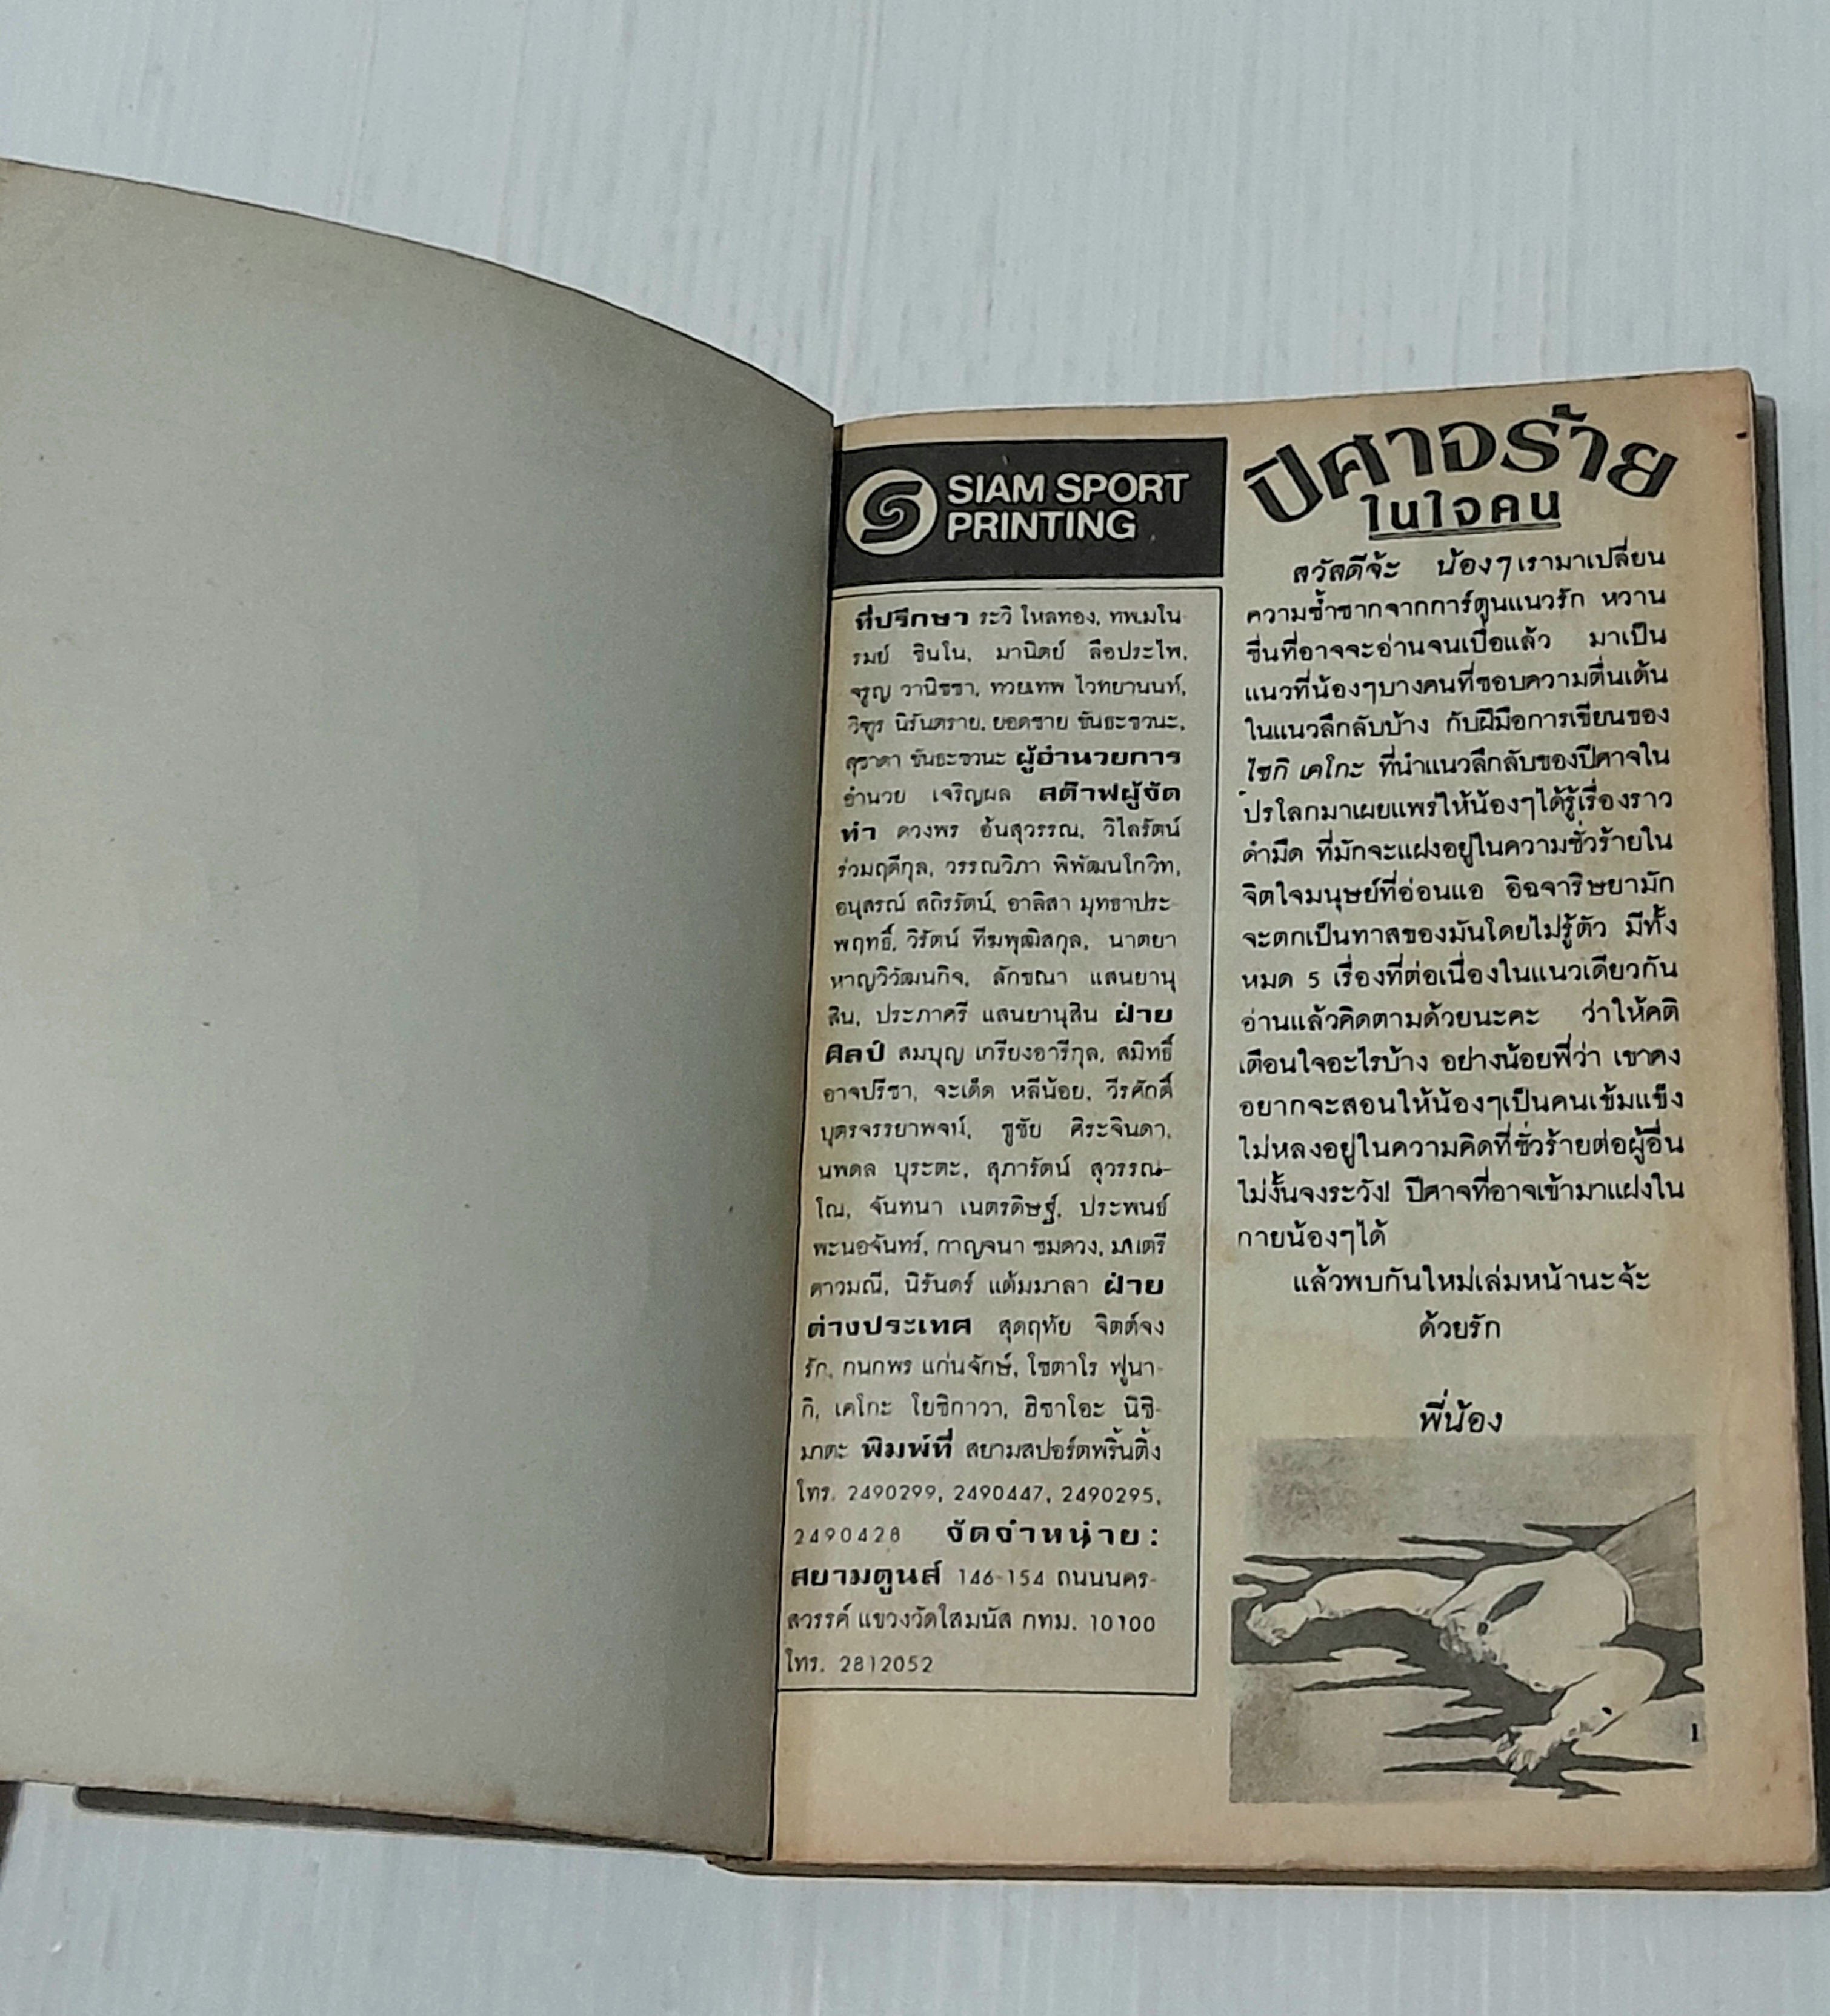 SIAM SPORT
PRINTING
ที่ปรึกษา ระวิ โหลทอง, ทพ.มโน-
รมย์ ชินโน, มานิตย์ ลือประไพ,
จรูญ วานิชชา, ทวยเทพ ไวทยานนท์,
วิฑูร นิรันตราย, ยอดชาย ขันธะชวนะ,
สุชาดา ขันธะชวนะ ผู้อำนวยการ
อำนวย เจริญผล สต๊าฟผู้จัด
ทำ ดวงพร อ้นสุวรรณ, วิไลรัตน์
ร่วมฤดีกุล, วรรณวิภา พิพัฒนโกวิท,
อนุสรณ์ สถิรรัตน์, อาลิสา มุทธาประ-
พฤทธิ์, วิรัตน์ ทีฆพุฒิสกุล, นาตยา
หาญวิวัฒนกิจ, ลักขณา แสนยานุ
สิน, ประภาศรี แสนยานุสิน ฝ่าย
ศิลป์ สมบุญ เกรียงอารีกุล, สมิทธิ์
อาจปรีชา, จะเด็ด หลีน้อย, วีรศักดิ์
บุตรจรรยาพจน์, ชูชัย ศิระจินดา,
นพดล บุระตะ, สุภารัตน์ สุวรรณ-
โณ, จันทนา เนตรดิษฐ์, ประพนธ์
พะนอจันทร์, กาญจนา ชมดวง, มนตรี
ดาวมณี, นิรันดร์ แต้มมาลา ฝ่าย
ต่างประเทศ สุดฤทัย จิตต์จง
รัก, กนกพร แก่นจักษ์, โชตาโร ฟูนา-
กิ, เคโกะ โยชิกาวา, ฮิซาโอะ นิชิ-
มาตะ พิมพ์ที่ สยามสปอร์ตพริ้นติ้ง
โทร. 2490299, 2490447, 2490295,
2490428 จัดจำหน่าย :
สยามตูนส์ 146-154 ถนนนคร-
สวรรค์ แขวงวัดโสมนัส กทม. 10100
โทร. 2812052
ปีศาจร้าย
ในใจคน
สวัสดีจ้ะ น้องๆเรามาเปลี่ยน
ความซ้ำซากจากการ์ตูนแนวรัก หวาน
ชื่นที่อาจจะอ่านจนเบื่อแล้ว มาเป็น
แนวที่น้องๆบางคนที่ชอบความตื่นเต้น
ในแนวลึกลับบ้าง กับฝีมือการเขียนของ
ไซกิ เคโกะ ที่นำแนวลึกลับของปีศาจใน
ปรโลกมาเผยแพร่ให้น้องๆได้รู้เรื่องราว
ดำมืด ที่มักจะแฝงอยู่ในความชั่วร้ายใน
จิตใจมนุษย์ที่อ่อนแอ อิฉจาริษยามัก
จะตกเป็นทาสของมันโดยไม่รู้ตัว มีทั้ง
หมด 5 เรื่องที่ต่อเนื่องในแนวเดียวกัน
อ่านแล้วคิดตามด้วยนะคะ ว่าให้คติ
เตือนใจอะไรบ้าง อย่างน้อยพี่ว่า เขาคง
อยากจะสอนให้น้องๆเป็นคนเข้มแข็ง
ไม่หลงอยู่ในความคิดที่ชั่วร้ายต่อผู้อื่น
ไม่งั้นจงระวัง! ปีศาจที่อาจเข้ามาแฝงใน
กายน้องๆได้
แล้วพบกันใหม่เล่มหน้านะจ้ะ
ด้วยรัก
พี่น้อง
1